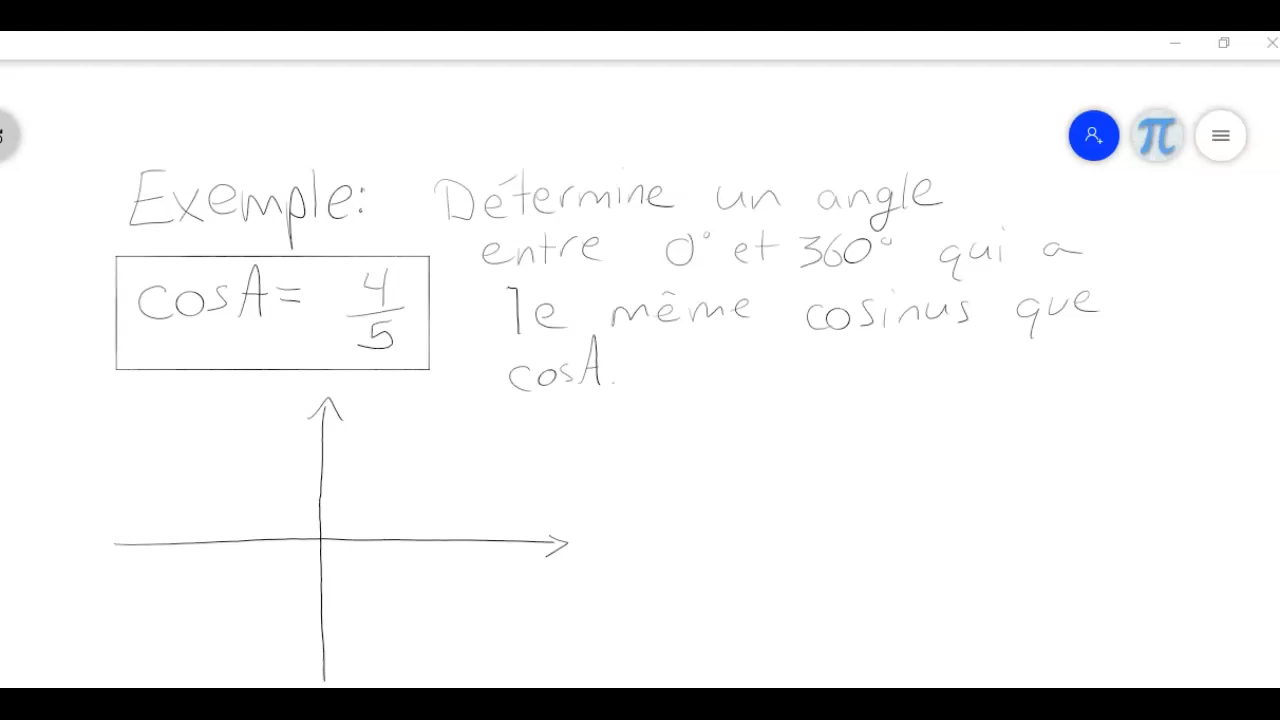 Exemple: Détermine un angle
entre 0° et 360° qui a
cosA = 4/5 le même cosinus que
cosA.
π